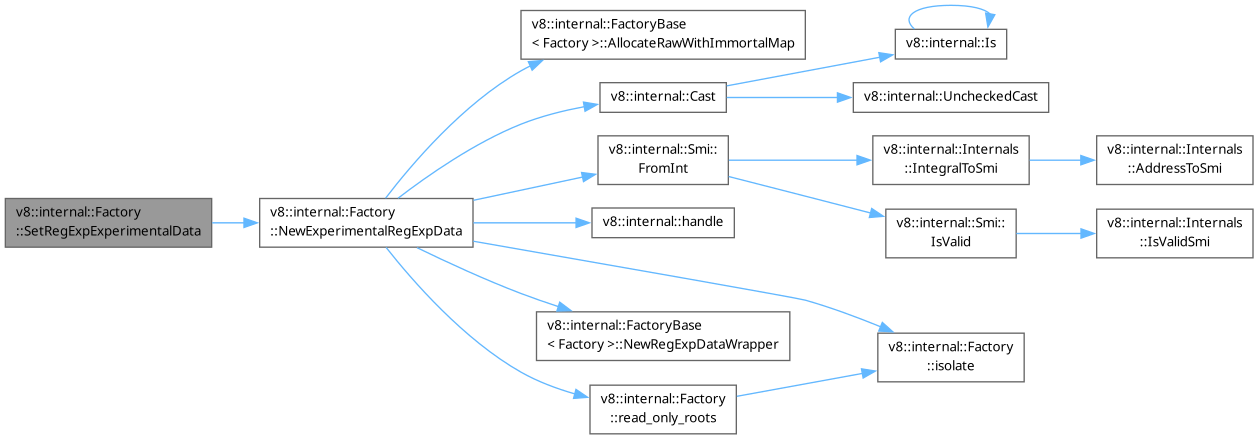 v8::internal::Factory
::SetRegExpExperimentalData
v8::internal::Factory
::NewExperimentalRegExpData
v8::internal::FactoryBase
< Factory >::AllocateRawWithImmortalMap
v8::internal::Cast
v8::internal::Smi::
FromInt
v8::internal::handle
v8::internal::FactoryBase
< Factory >::NewRegExpDataWrapper
v8::internal::Factory
::read_only_roots
v8::internal::Is
v8::internal::UncheckedCast
v8::internal::Internals
::IntegralToSmi
v8::internal::Smi::
IsValid
v8::internal::Factory
::isolate
v8::internal::Internals
::AddressToSmi
v8::internal::Internals
::IsValidSmi